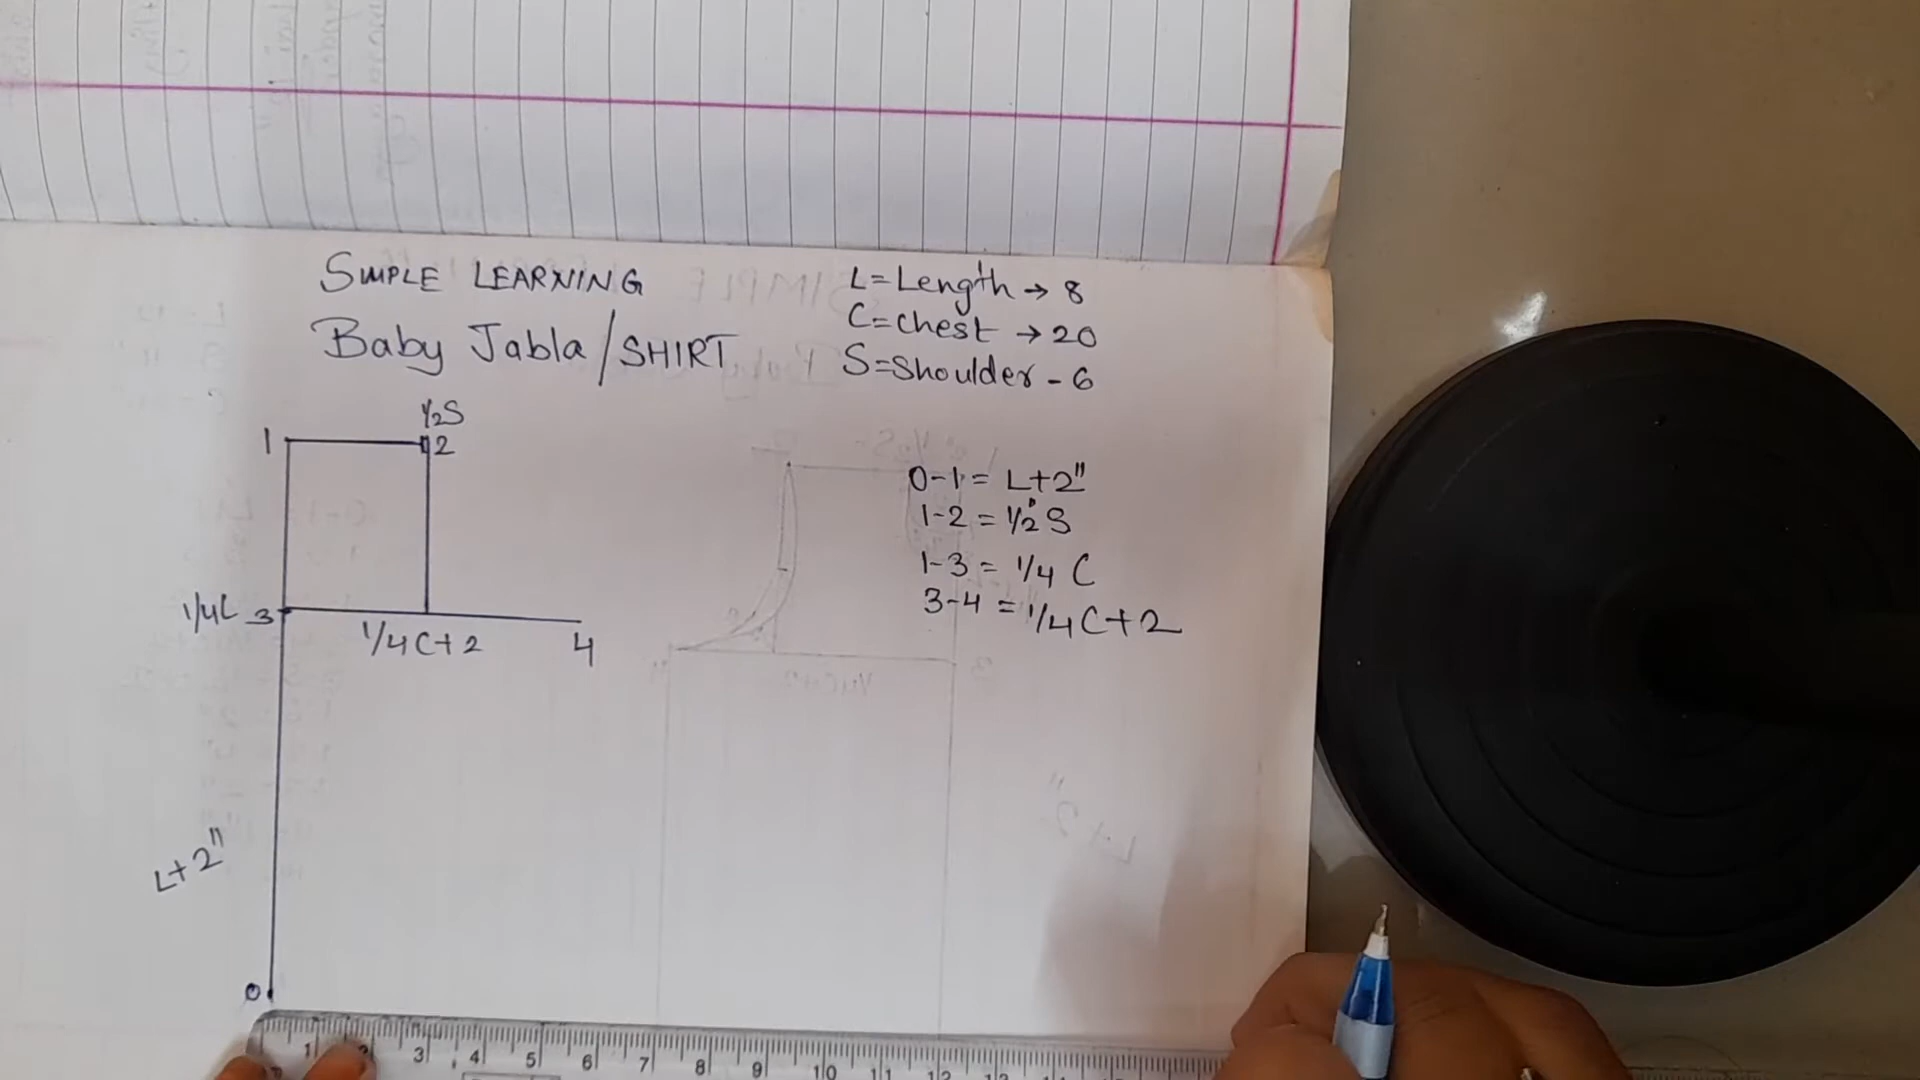 SIMPLE LEARNING
Baby Jabla/SHIRT
L=Length→8
C=chest→20
S=Shoulder-6
½S
1
2
1/4L 3
1/4C+2
4
L+2"
0
0-1= L+2"
1-2=½"S
1-3= 1/4 C
3-4=1/4C+2
1 2 3 4 5 6 7 8 9 10 11 12 13